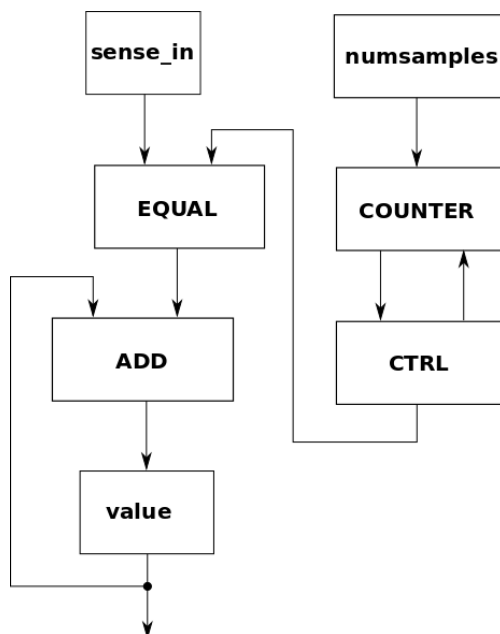 sense_in
numsamples
EQUAL
COUNTER
ADD
CTRL
value